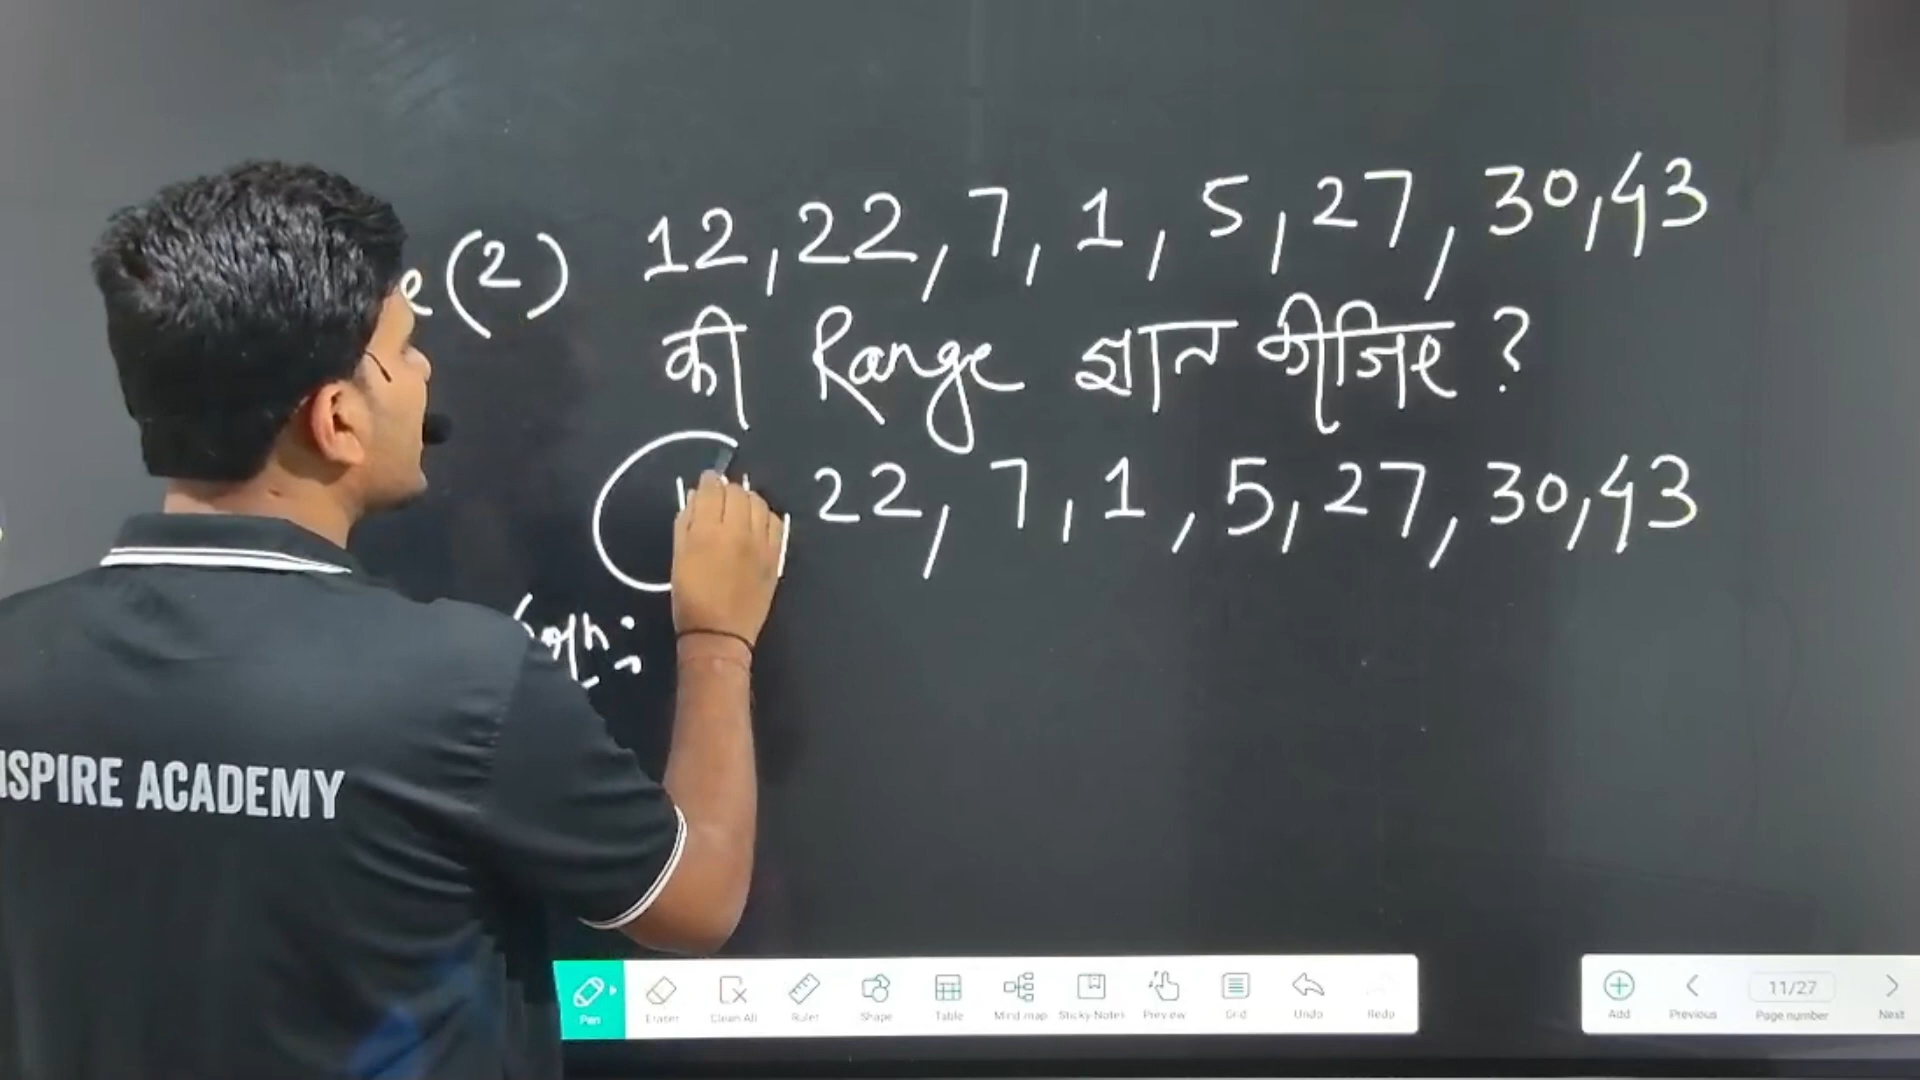 (2) 12, 22, 7, 1, 5, 27, 30, 43
की Range ज्ञात कीजिए ?
, 22, 7, 1, 5, 27, 30, 43
Soln:
NSPIRE ACADEMY
Pen Eraser Clean All Ruler Shape Table Mind map Sticky Notes Preview Grid Undo Redo
11/27
Add Previous Page number Next